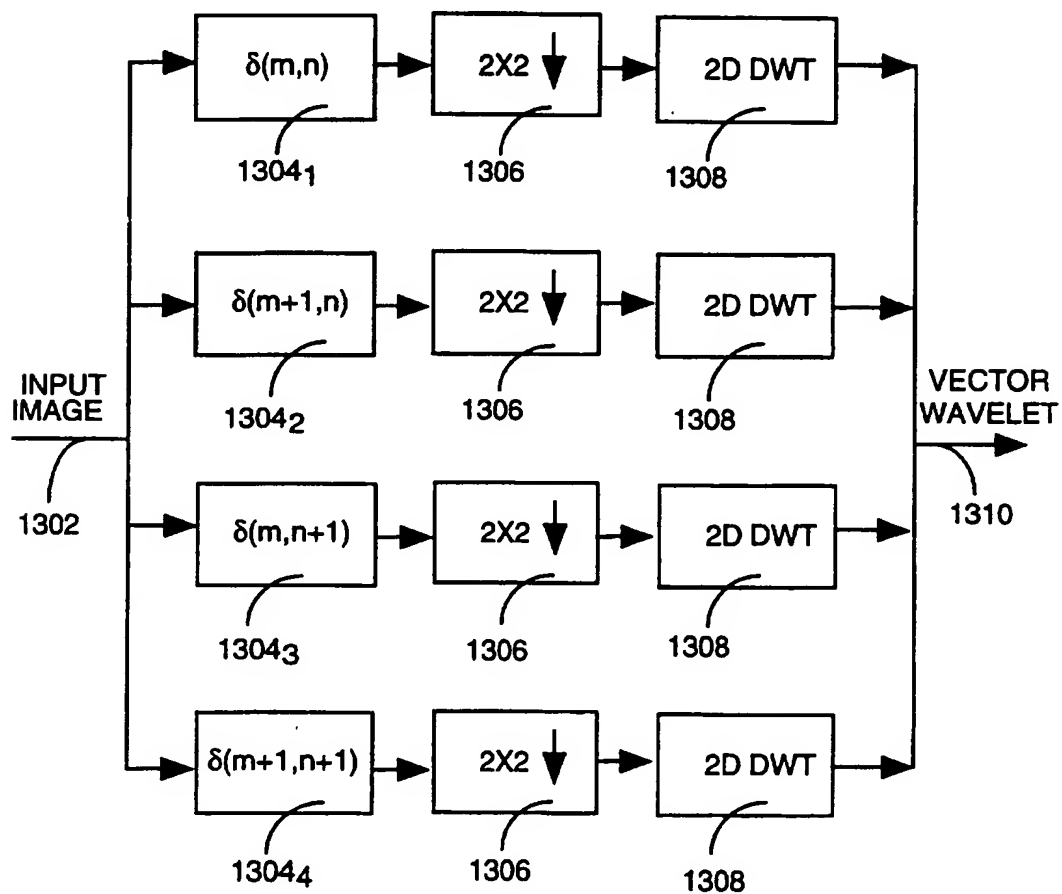 δ(m,n) 2X2 2D DWT
1304₁ 1306 1308
δ(m+1,n) 2X2 2D DWT
1304₂ 1306 1308
INPUT
IMAGE
1302
VECTOR
WAVELET
1310
δ(m,n+1) 2X2 2D DWT
1304₃ 1306 1308
δ(m+1,n+1) 2X2 2D DWT
1304₄ 1306 1308